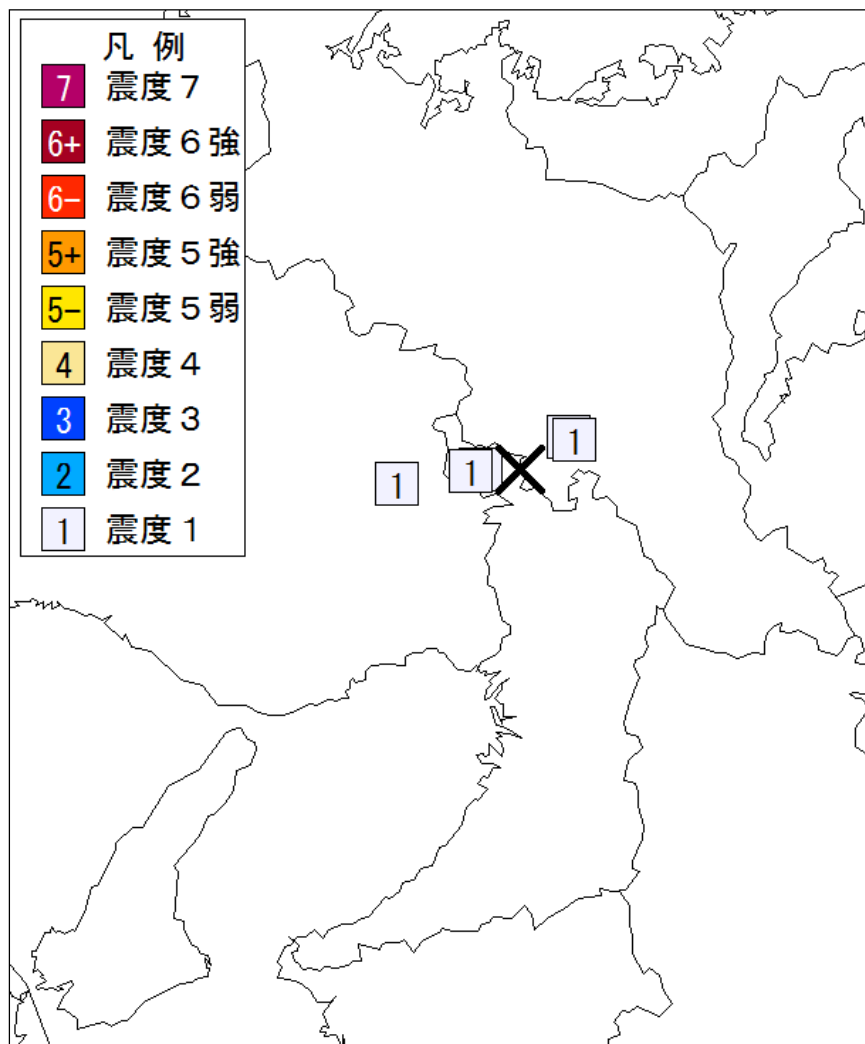 凡 例
7 震度７
6+ 震度６強
6- 震度６弱
5+ 震度５強
5- 震度５弱
4 震度４
3 震度３
2 震度２
1 震度１
1
1
1